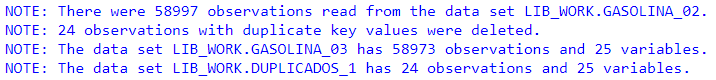 NOTE: There were 58997 observations read from the data set LIB_WORK.GASOLINA_02.
NOTE: 24 observations with duplicate key values were deleted.
NOTE: The data set LIB_WORK.GASOLINA_03 has 58973 observations and 25 variables.
NOTE: The data set LIB_WORK.DUPLICADOS_1 has 24 observations and 25 variables.